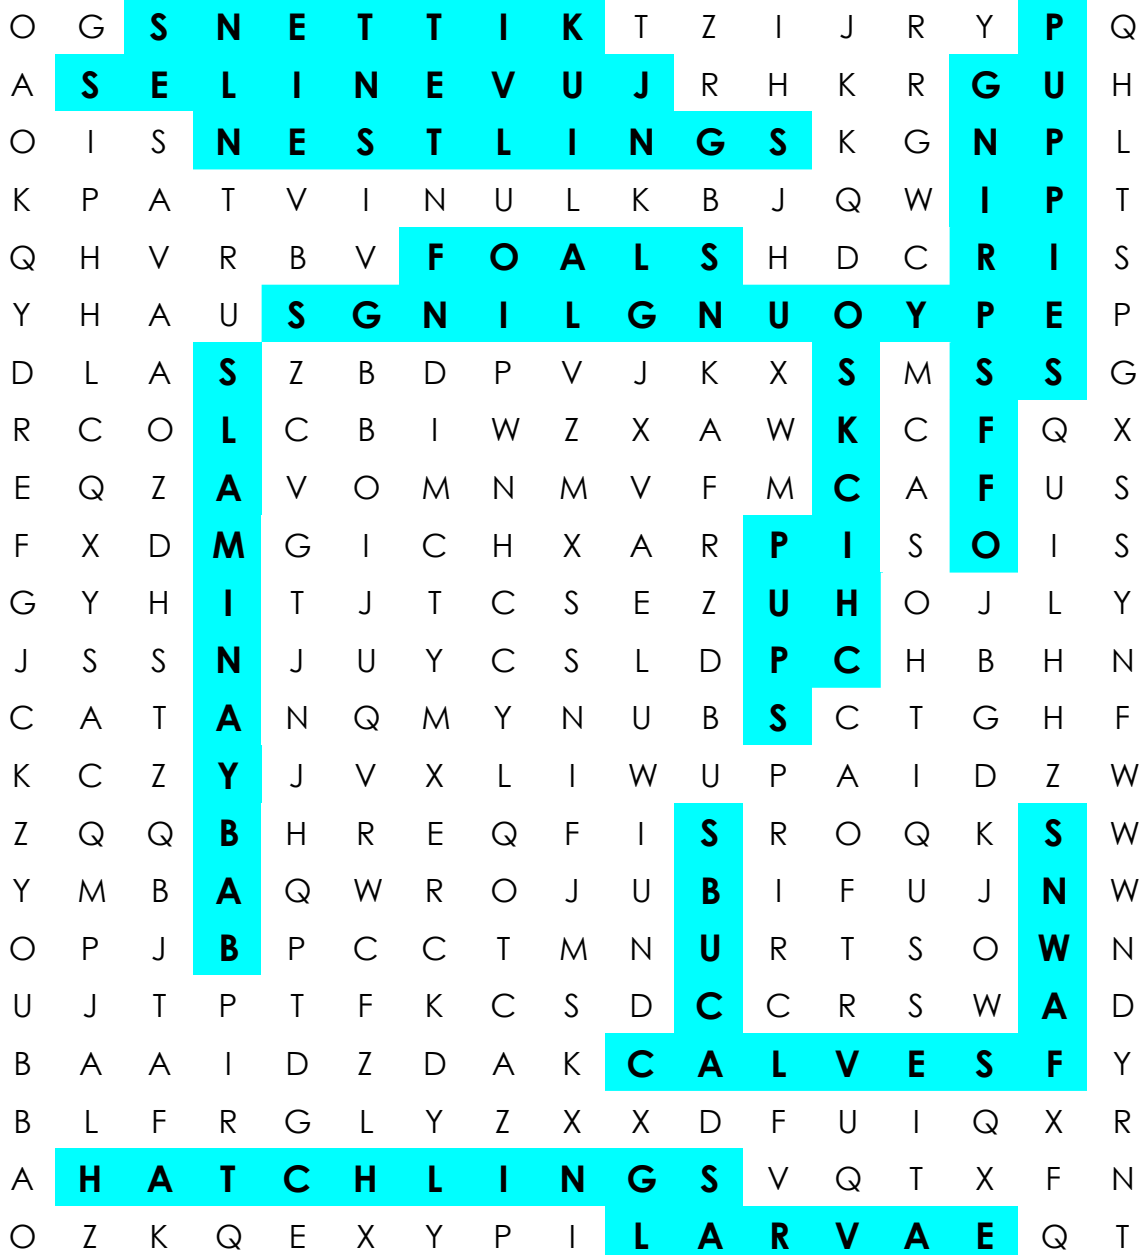 O G S N E T T I K T Z I J R Y P Q
A S E L I N E V U J R H K R G U H
O I S N E S T L I N G S K G N P L
K P A T V I N U L K B J Q W I P T
Q H V R B V F O A L S H D C R I S
Y H A U S G N I L G N U O Y P E P
D L A S Z B D P V J K X S M S S G
R C O L C B I W Z X A W K C F Q X
E Q Z A V O M N M V F M C A F U S
F X D M G I C H X A R P I S O I S
G Y H I T J T C S E Z U H O J L Y
J S S N J U Y C S L D P C H B H N
C A T A N Q M Y N U B S C T G H F
K C Z Y J V X L I W U P A I D Z W
Z Q Q B H R E Q F I S R O Q K S W
Y M B A Q W R O J U B I F U J N W
O P J B P C C T M N U R T S O W N
U J T P T F K C S D C C R S W A D
B A A I D Z D A K C A L V E S F Y
B L F R G L Y Z X X D F U I Q X R
A H A T C H L I N G S V Q T X F N
O Z K Q E X Y P I L A R V A E Q T